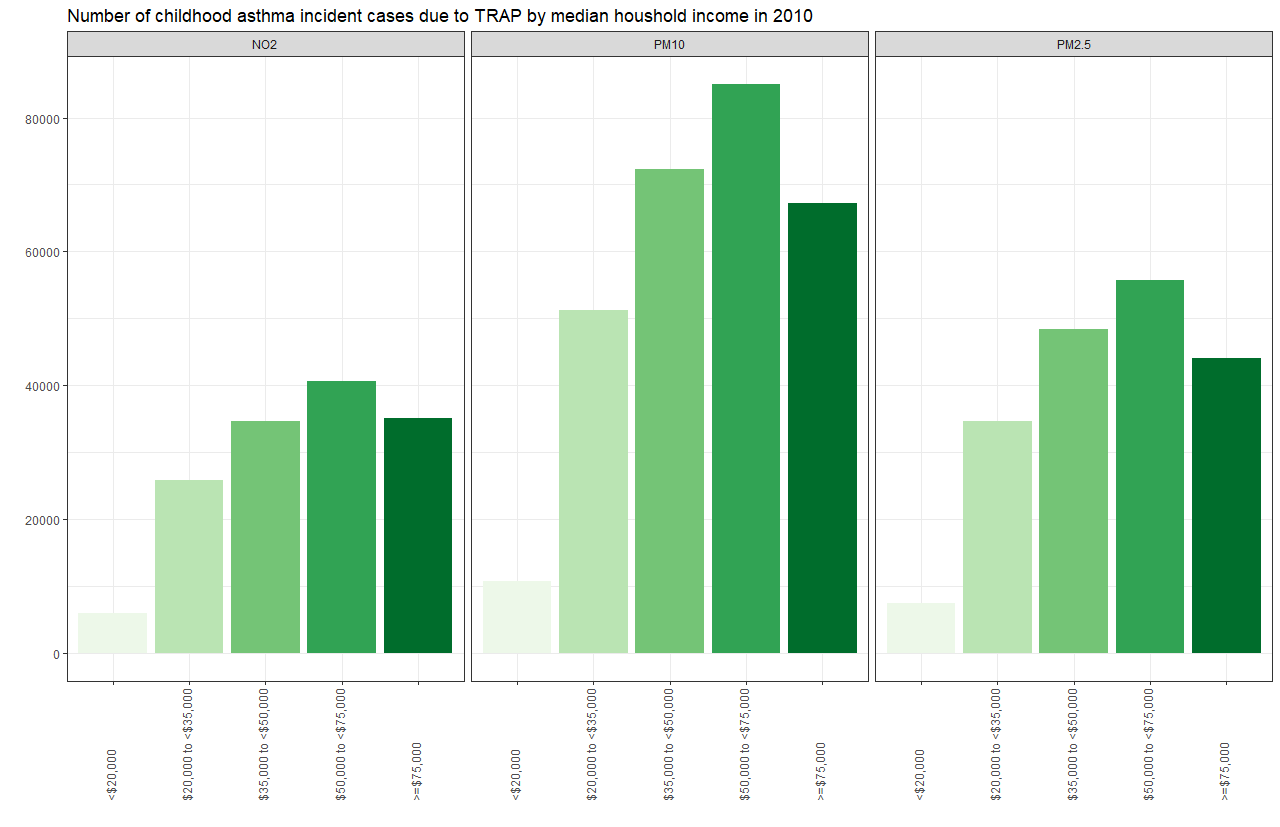 Number of childhood asthma incident cases due to TRAP by median houshold income in 2010
NO2
PM10
PM2.5
80000
60000
40000
20000
0
<$20,000
$20,000 to <$35,000
$35,000 to <$50,000
$50,000 to <$75,000
>=$75,000
<$20,000
$20,000 to <$35,000
$35,000 to <$50,000
$50,000 to <$75,000
>=$75,000
<$20,000
$20,000 to <$35,000
$35,000 to <$50,000
$50,000 to <$75,000
>=$75,000